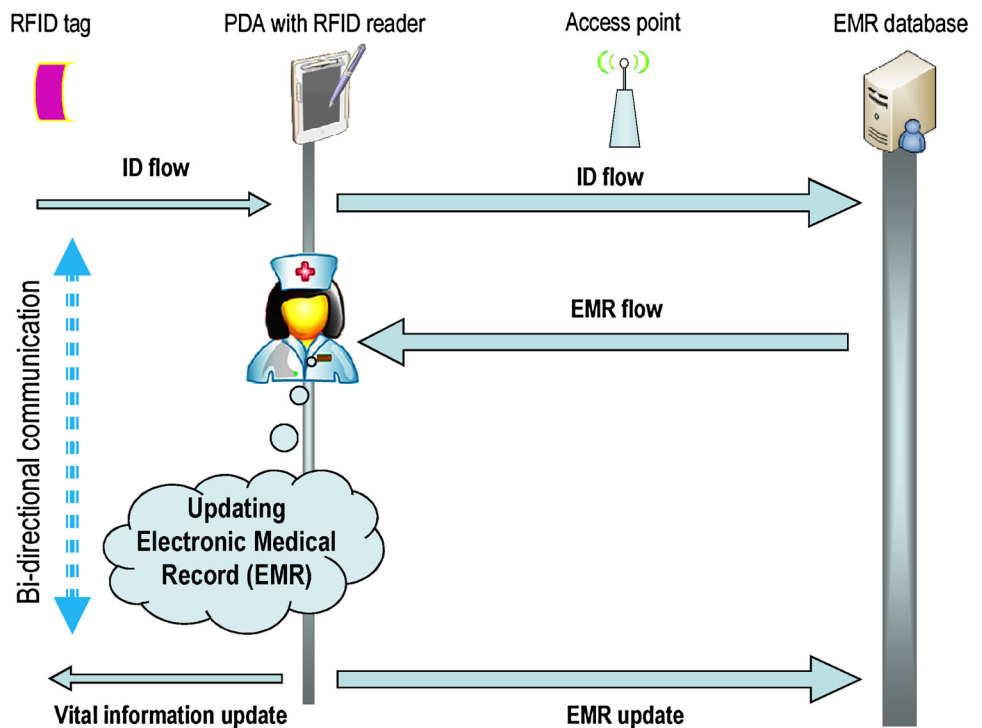 RFID tag
PDA with RFID reader
Access point
EMR database
ID flow
ID flow
EMR flow
Bi-directional communication
Updating
Electronic Medical
Record (EMR)
Vital information update
EMR update